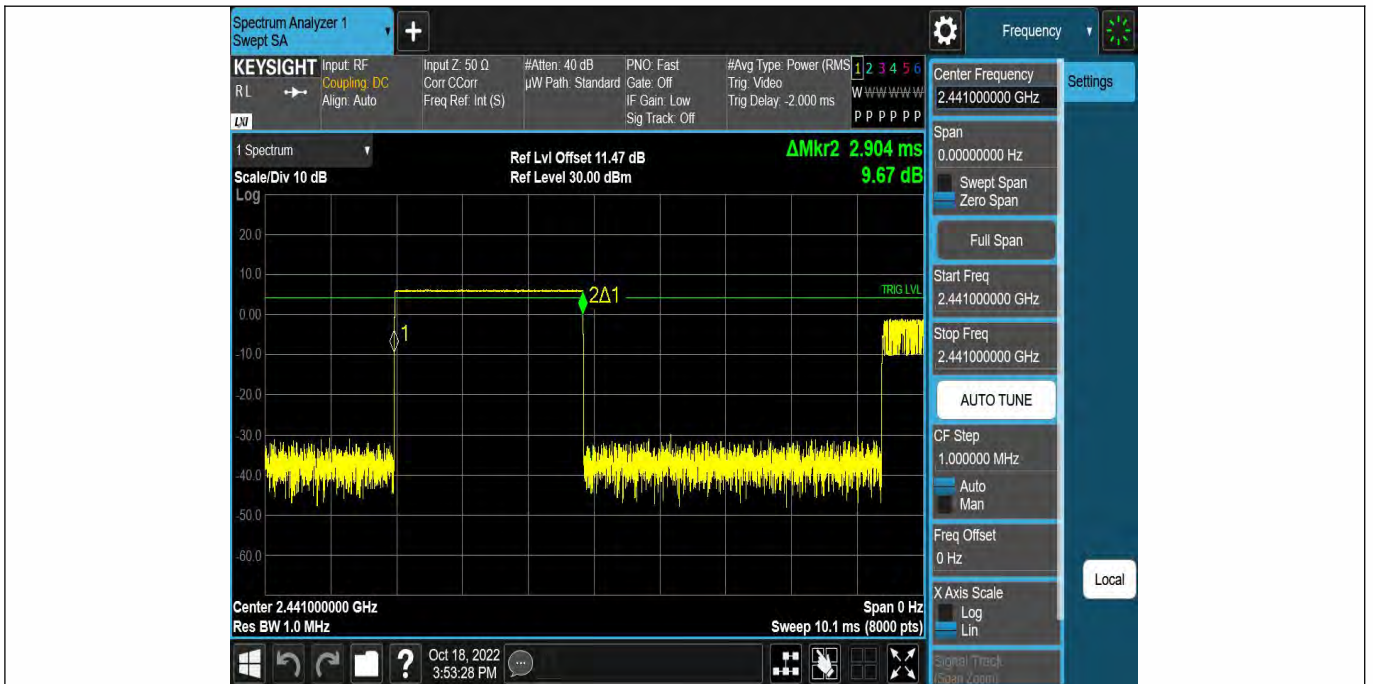 Spectrum Analyzer 1
Swept SA
Frequency
KEYSIGHT
RL
LXI
Input: RF
Coupling: DC
Align: Auto
Input Z: 50 Ω
Corr CCorr
Freq Ref: Int (S)
#Atten: 40 dB
µW Path: Standard
PNO: Fast
Gate: Off
IF Gain: Low
Sig Track: Off
#Avg Type: Power (RMS
Trig: Video
Trig Delay: -2.000 ms
1 2 3 4 5 6
W W W W W W
P P P P P P
1 Spectrum
Scale/Div 10 dB
Log
Ref Lvl Offset 11.47 dB
Ref Level 30.00 dBm
ΔMkr2 2.904 ms
9.67 dB
20.0
10.0
0.00
-10.0
-20.0
-30.0
-40.0
-50.0
-60.0
2Δ1
1
TRIG LVL
Center 2.441000000 GHz
Res BW 1.0 MHz
Span 0 Hz
Sweep 10.1 ms (8000 pts)
Center Frequency
2.441000000 GHz
Settings
Span
0.00000000 Hz
Swept Span
Zero Span
Full Span
Start Freq
2.441000000 GHz
Stop Freq
2.441000000 GHz
AUTO TUNE
CF Step
1.000000 MHz
Auto
Man
Freq Offset
0 Hz
X Axis Scale
Log
Lin
Signal Track
(Span Zoom)
Local
?
Oct 18, 2022
3:53:28 PM